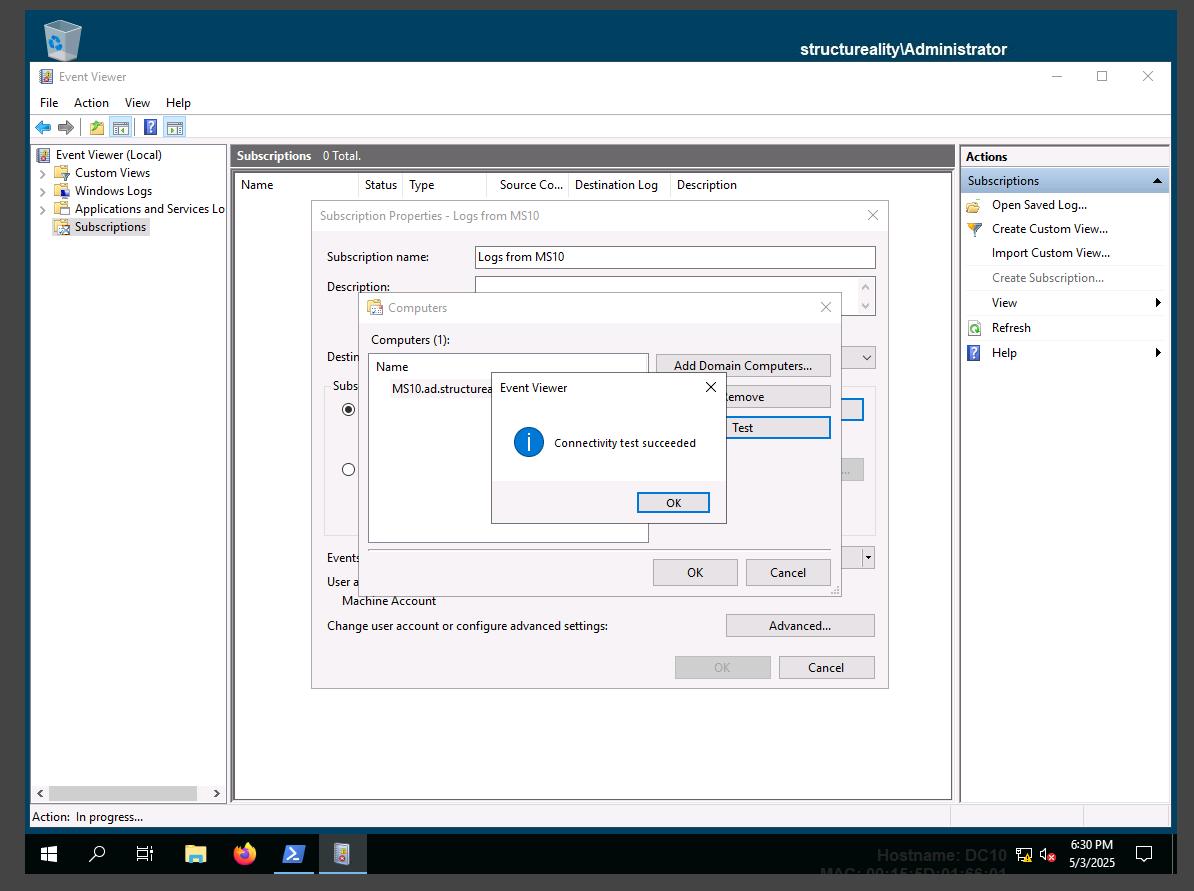 structureality\Administrator
Event Viewer
File Action View Help
Event Viewer (Local)
Custom Views
Windows Logs
Applications and Services Lo
Subscriptions
Subscriptions 0 Total.
Name Status Type Source Co... Destination Log Description
Subscription Properties - Logs from MS10
Subscription name: Logs from MS10
Description:
Computers
Computers (1):
Destin
Name
Add Domain Computers...
Subs
MS10.ad.structurea
emove
Test
Event Viewer
Connectivity test succeeded
OK
...
Events
OK Cancel
User a
Machine Account
Change user account or configure advanced settings: Advanced...
OK Cancel
Actions
Subscriptions
Open Saved Log...
Create Custom View...
Import Custom View...
Create Subscription...
View
Refresh
Help
Action: In progress...
Hostname: DC10
MAC: 00:15:5D:01:66:01
6:30 PM
5/3/2025